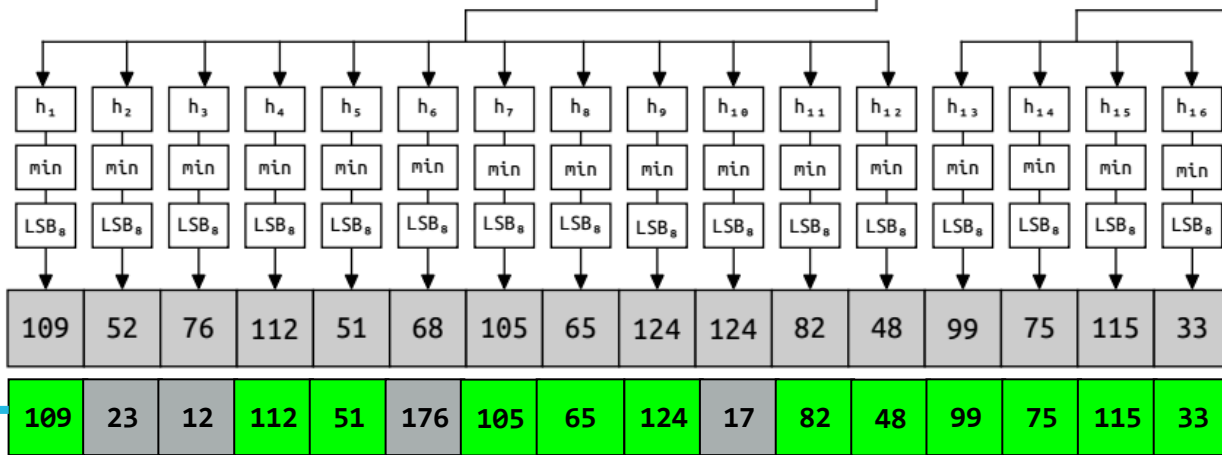 h₁ h₂ h₃ h₄ h₅ h₆ h₇ h₈ h₉ h₁₀ h₁₁ h₁₂ h₁₃ h₁₄ h₁₅ h₁₆
min min min min min min min min min min min min min min min min
LSB₈ LSB₈ LSB₈ LSB₈ LSB₈ LSB₈ LSB₈ LSB₈ LSB₈ LSB₈ LSB₈ LSB₈ LSB₈ LSB₈ LSB₈ LSB₈
109 52 76 112 51 68 105 65 124 124 82 48 99 75 115 33
109 23 12 112 51 176 105 65 124 17 82 48 99 75 115 33